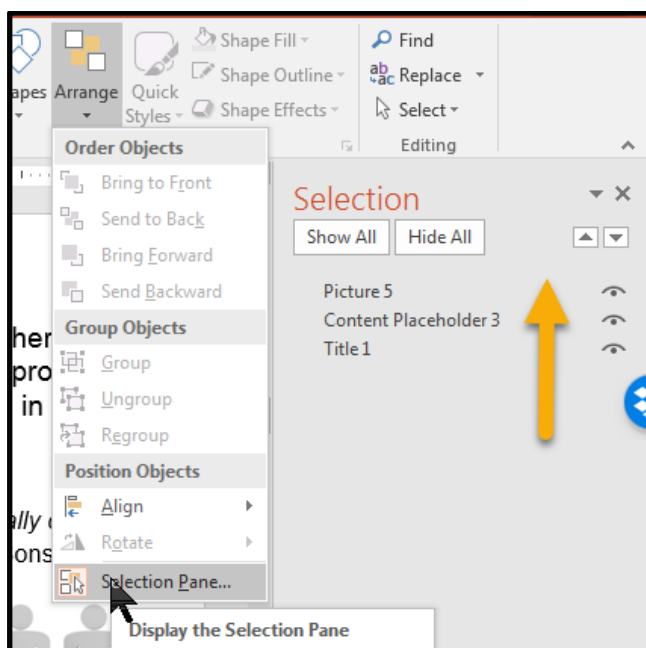 Shape Fill
Shape Outline
Shape Effects
apes
Arrange
Quick
Styles
Find
Replace
Select
Editing
Order Objects
Bring to Front
Send to Back
Bring Forward
Send Backward
Group Objects
Group
Ungroup
Regroup
Position Objects
Align
Rotate
Selection Pane...
Display the Selection Pane
Selection
Show All
Hide All
Picture 5
Content Placeholder 3
Title 1
her
pro
in
ally
ons